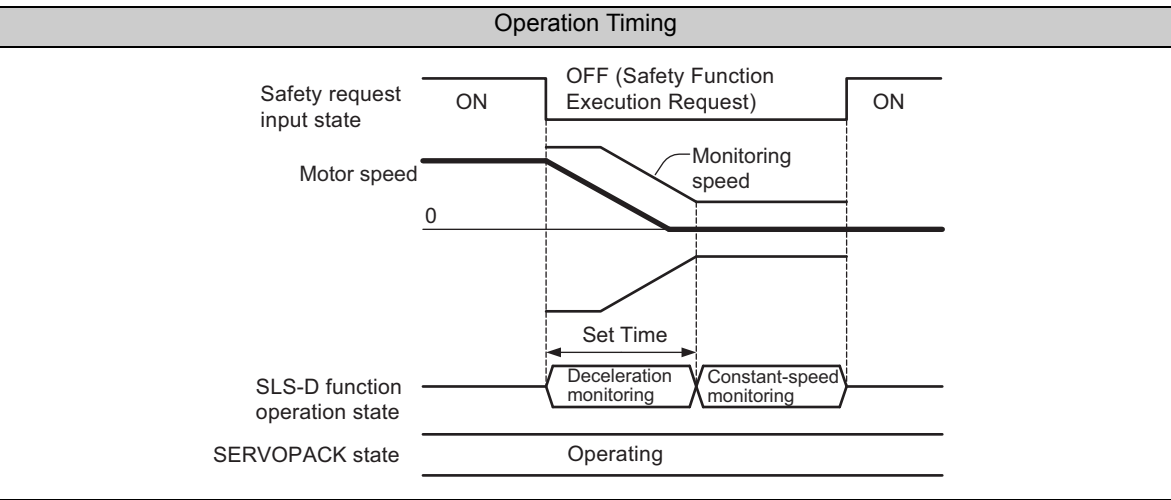 Operation Timing
Safety request
input state
ON
OFF (Safety Function
Execution Request)
ON
Motor speed
Monitoring
speed
0
Set Time
SLS-D function
operation state
Deceleration
monitoring
Constant-speed
monitoring
SERVOPACK state
Operating